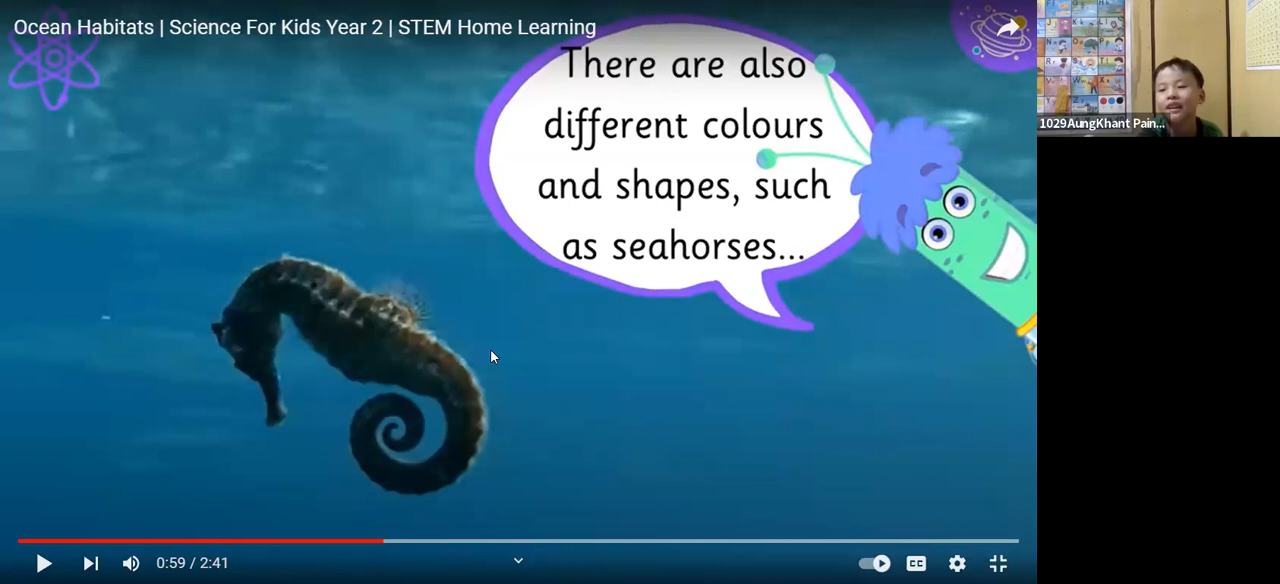 Ocean Habitats | Science For Kids Year 2 | STEM Home Learning
There are also
different colours
and shapes, such
as seahorses...
1029AungKhant Pain...
0:59 / 2:41
CC